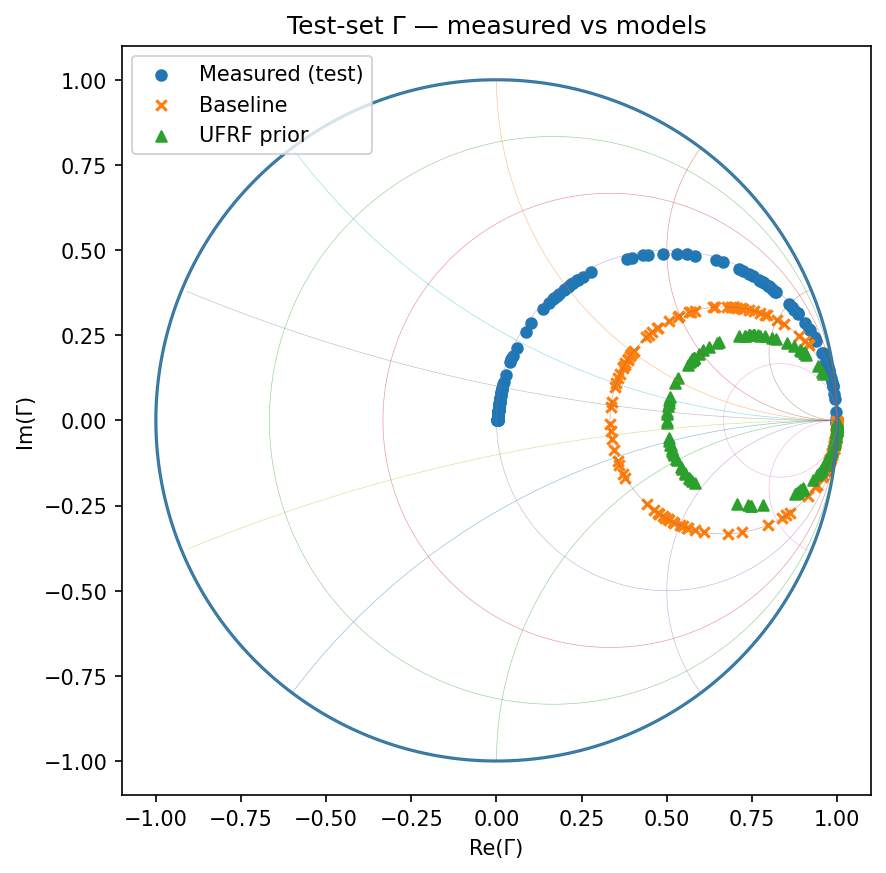 Test-set Γ — measured vs models
Measured (test)
Baseline
UFRF prior
1.00
0.75
0.50
0.25
0.00
−0.25
−0.50
−0.75
−1.00
Im(Γ)
−1.00 −0.75 −0.50 −0.25 0.00 0.25 0.50 0.75 1.00
Re(Γ)